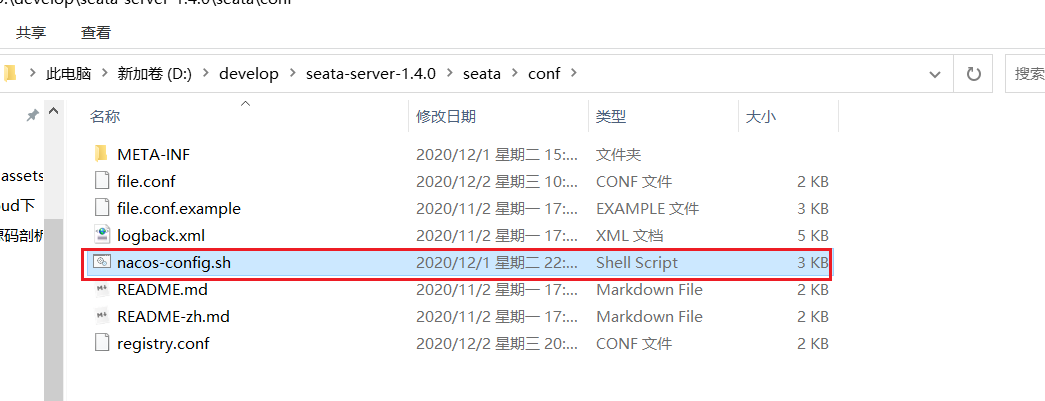 共享 查看
此电脑 新加卷 (D:) develop seata-server-1.4.0 seata conf 搜索
名称 修改日期 类型 大小
META-INF 2020/12/1 星期二 15:... 文件夹
file.conf 2020/12/2 星期三 10:... CONF 文件 2 KB
assets
file.conf.example 2020/11/2 星期一 17:... EXAMPLE 文件 3 KB
oud下
logback.xml 2020/11/2 星期一 17:... XML 文档 5 KB
码剖析
nacos-config.sh 2020/12/1 星期二 22:... Shell Script 3 KB
README.md 2020/11/2 星期一 17:... Markdown File 2 KB
README-zh.md 2020/11/2 星期一 17:... Markdown File 2 KB
registry.conf 2020/12/2 星期三 20:... CONF 文件 2 KB